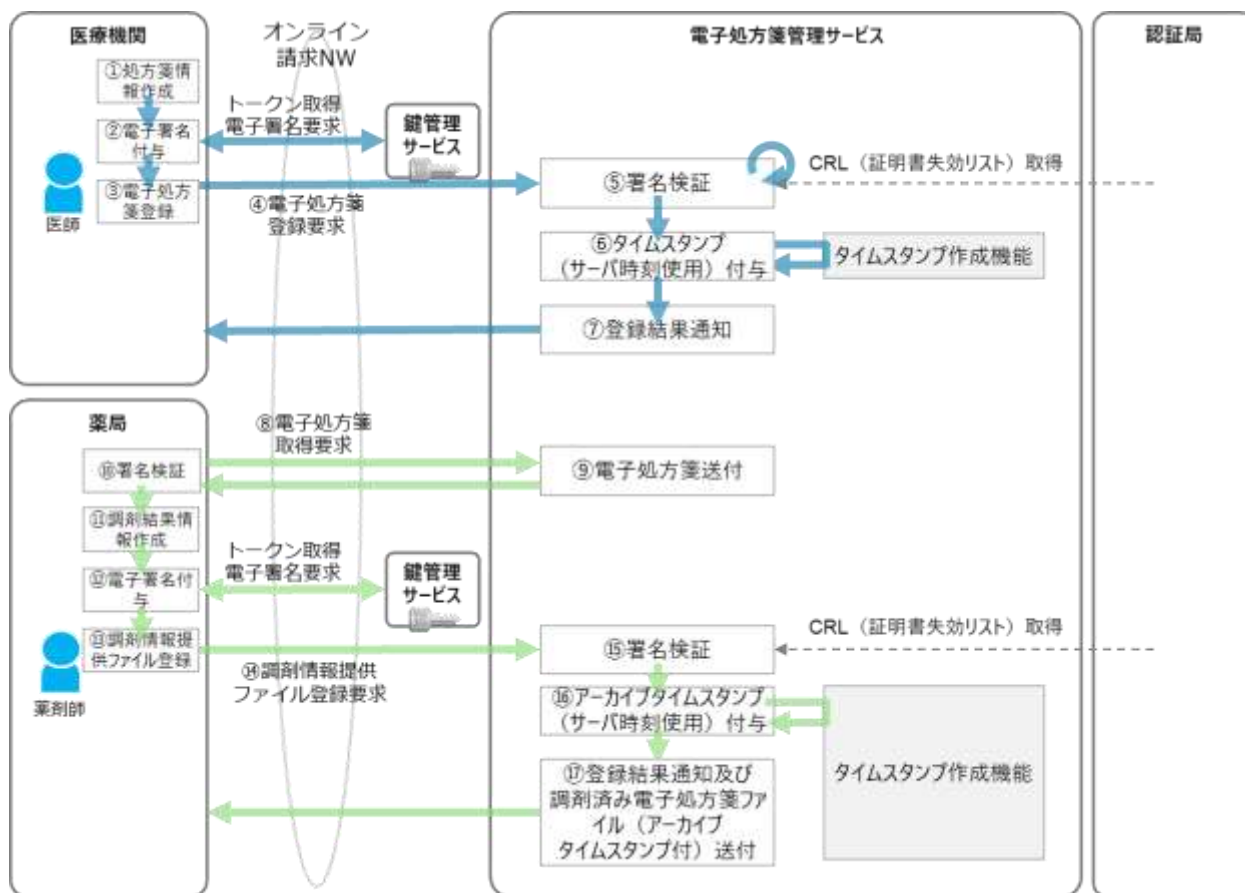 医療機関
オンライン
請求NW
電子処方箋管理サービス
認証局
①処方箋情
報作成
トークン取得
電子署名要求
鍵管理
サービス
②電子署名
付与
③電子処方
箋登録
医師
④電子処方箋
登録要求
⑤署名検証
CRL(証明書失効リスト)取得
⑥タイムスタンプ
(サーバ時刻使用)付与
タイムスタンプ作成機能
⑦登録結果通知
薬局
⑧電子処方箋
取得要求
⑨電子処方箋送付
⑩署名検証
⑪調剤結果情
報作成
トークン取得
電子署名要求
鍵管理
サービス
⑫電子署名付
与
⑬調剤情報提
供ファイル登録
薬剤師
⑭調剤情報提供
ファイル登録要求
⑮署名検証
CRL(証明書失効リスト)取得
⑯アーカイブタイムスタンプ
(サーバ時刻使用)付与
タイムスタンプ作成機能
⑰登録結果通知及び
調剤済み電子処方箋ファ
イル(アーカイブ
タイムスタンプ付)送付